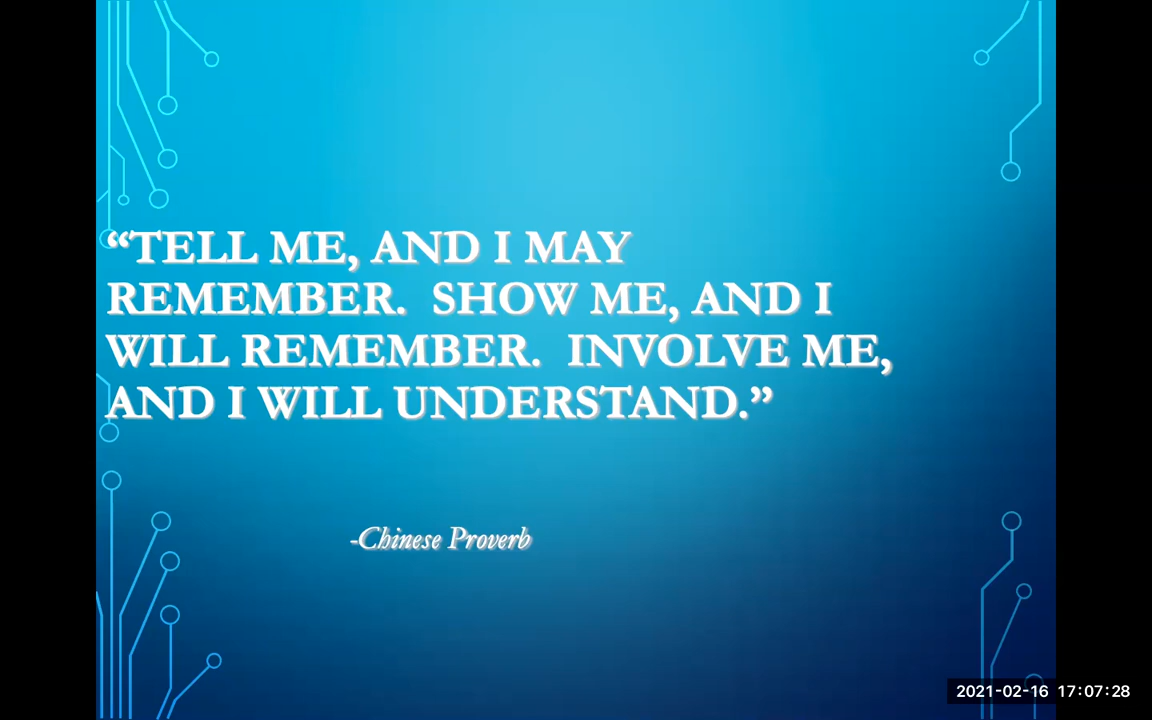 “TELL ME, AND I MAY
REMEMBER.  SHOW ME, AND I
WILL REMEMBER.  INVOLVE ME,
AND I WILL UNDERSTAND.”
-Chinese Proverb
2021-02-16 17:07:28